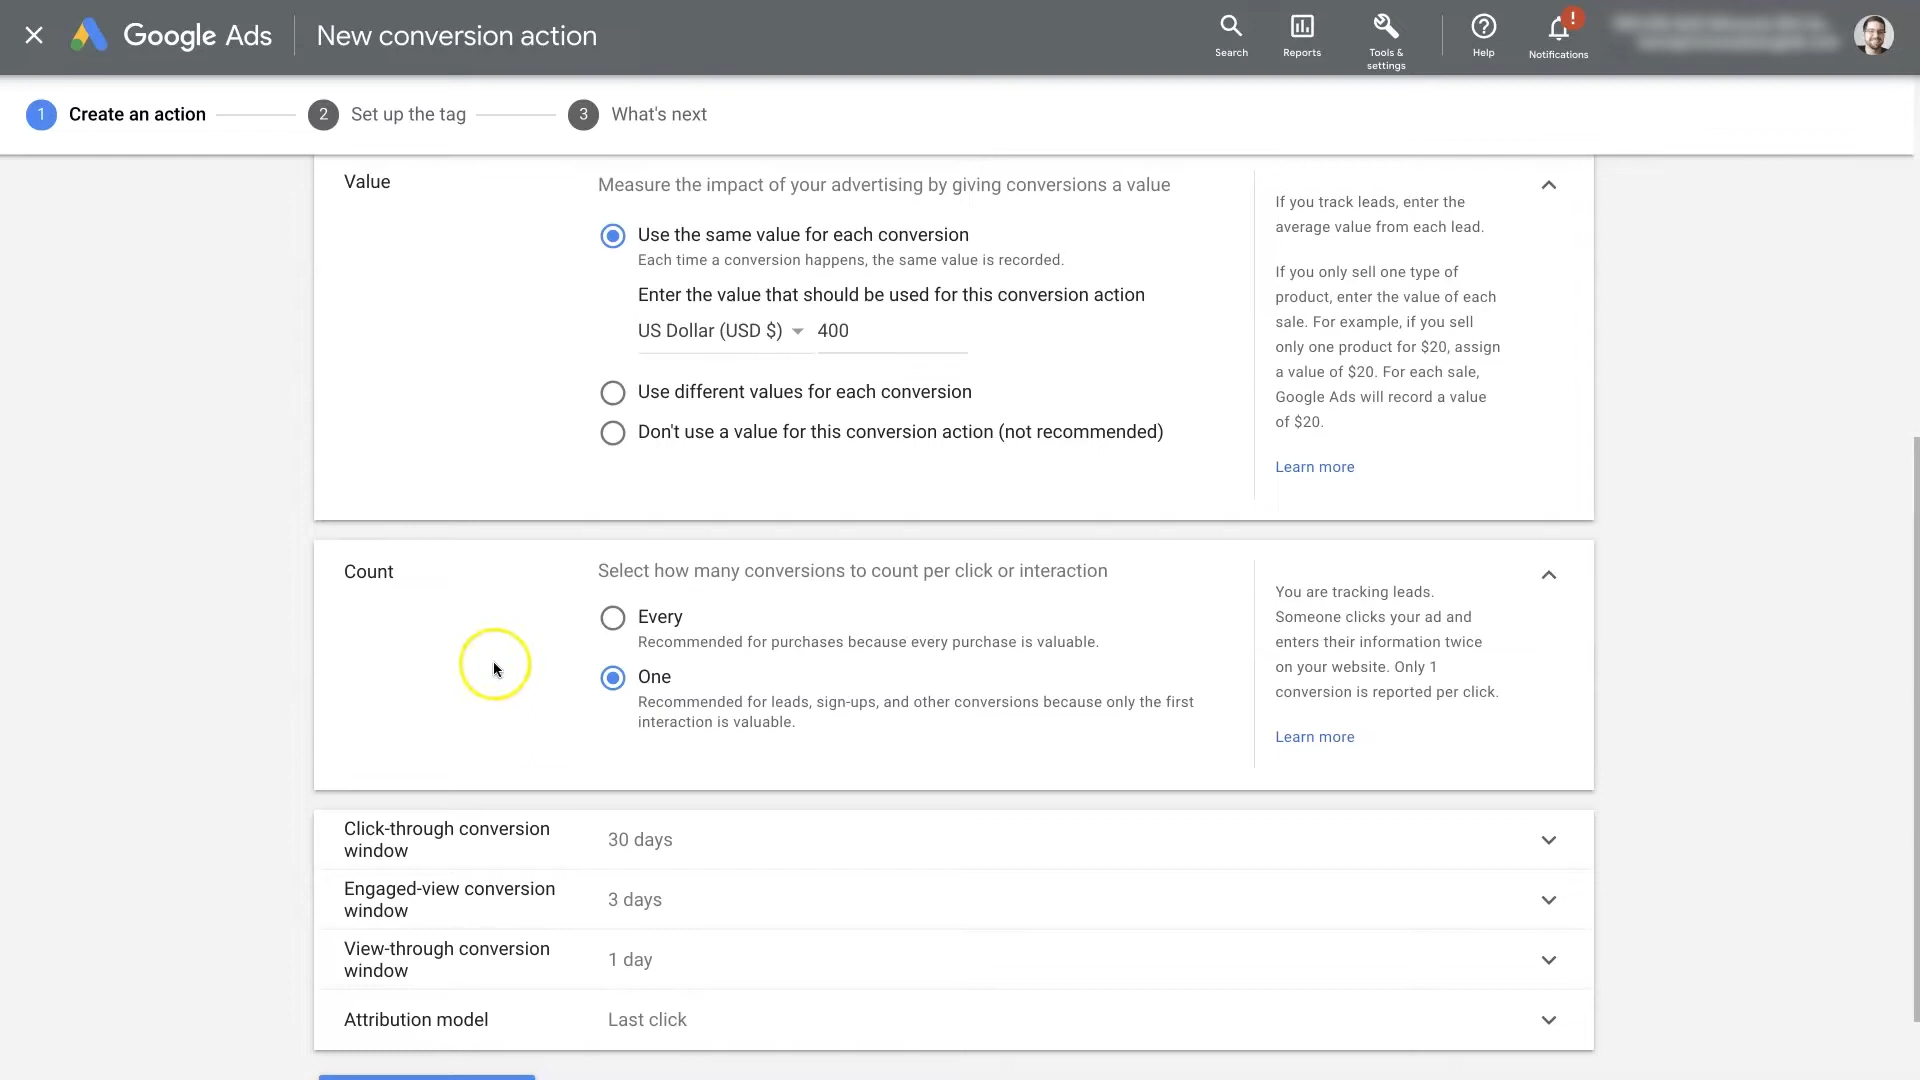 Google Ads
New conversion action
Search
Reports
Tools &
settings
Help
!
Notifications
1 Create an action
2 Set up the tag
3 What's next
Value
Measure the impact of your advertising by giving conversions a value
Use the same value for each conversion
Each time a conversion happens, the same value is recorded.
Enter the value that should be used for this conversion action
US Dollar (USD $) 400
Use different values for each conversion
Don't use a value for this conversion action (not recommended)
If you track leads, enter the
average value from each lead.
If you only sell one type of
product, enter the value of each
sale. For example, if you sell
only one product for $20, assign
a value of $20. For each sale,
Google Ads will record a value
of $20.
Learn more
Count
Select how many conversions to count per click or interaction
Every
Recommended for purchases because every purchase is valuable.
One
Recommended for leads, sign-ups, and other conversions because only the first
interaction is valuable.
You are tracking leads.
Someone clicks your ad and
enters their information twice
on your website. Only 1
conversion is reported per click.
Learn more
Click-through conversion
window
30 days
Engaged-view conversion
window
3 days
View-through conversion
window
1 day
Attribution model
Last click